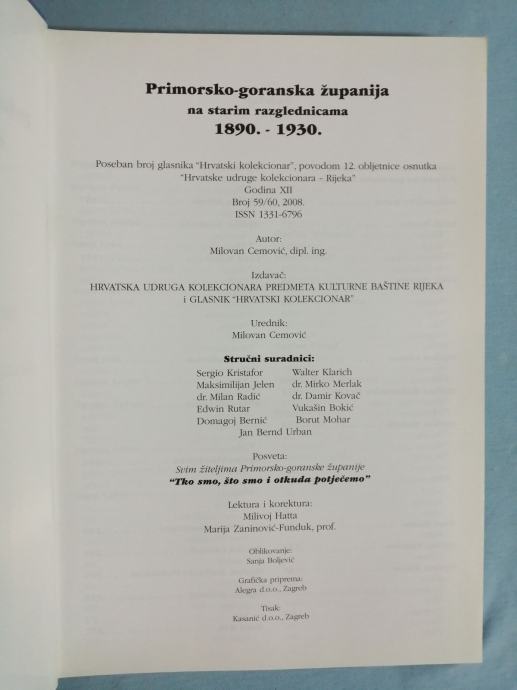 Primorsko-goranska županija
na starim razglednicama
1890. - 1930.
Poseban broj glasnika "Hrvatski kolekcionar", povodom 12. obljetnice osnutka
"Hrvatske udruge kolekcionara - Rijeka"
Godina XII
Broj 59/60, 2008.
ISSN 1331-6796
Autor:
Milovan Cemović, dipl. ing.
Izdavač:
HRVATSKA UDRUGA KOLEKCIONARA PREDMETA KULTURNE BAŠTINE RIJEKA
i GLASNIK "HRVATSKI KOLEKCIONAR"
Urednik:
Milovan Cemović
Stručni suradnici:
Sergio Kristafor Walter Klarich
Maksimilijan Jelen dr. Mirko Merlak
dr. Milan Radić dr. Damir Kovač
Edwin Rutar Vukašin Bokić
Domagoj Bernić Borut Mohar
Jan Bernd Urban
Posveta:
Svim žiteljima Primorsko-goranske županije
"Tko smo, što smo i otkuda potječemo"
Lektura i korektura:
Milivoj Hatta
Marija Zaninović-Funduk, prof.
Oblikovanje:
Sanja Boljević
Grafička priprema:
Alegra d.o.o., Zagreb
Tisak:
Kasanić d.o.o., Zagreb